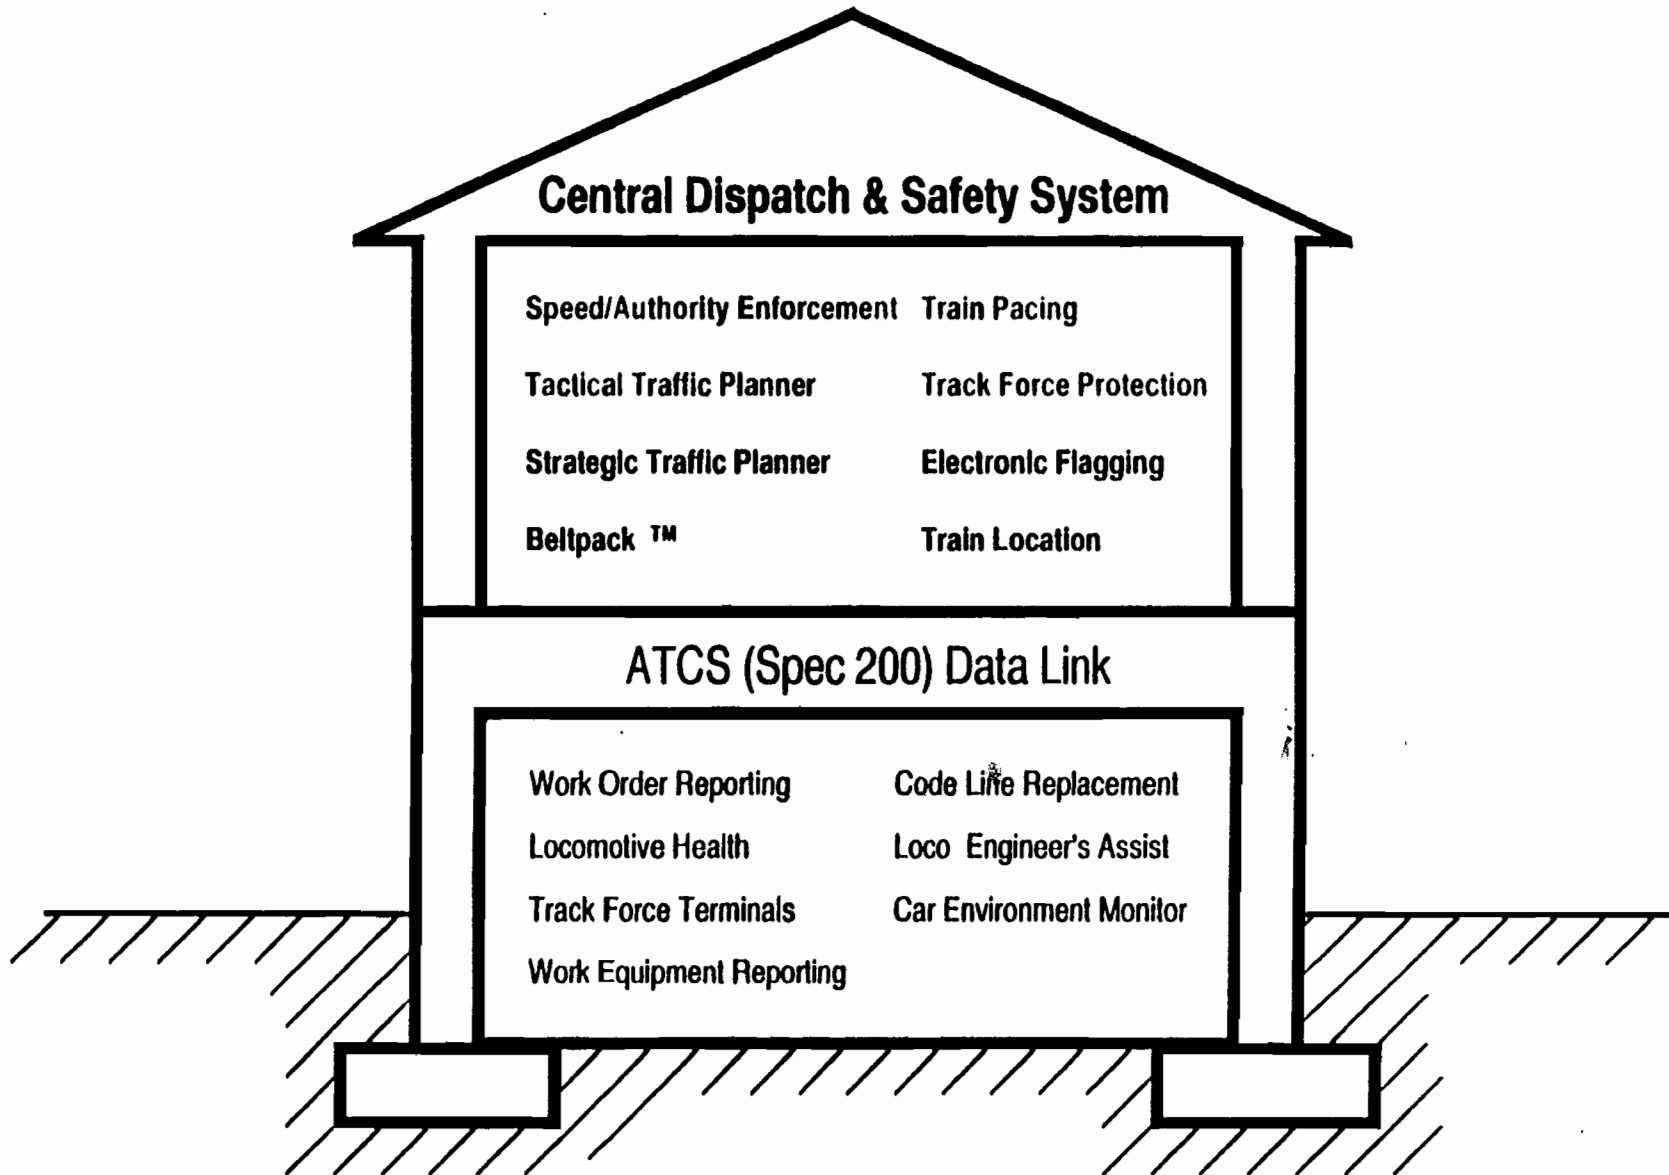 Central Dispatch & Safety System
Speed/Authority Enforcement Train Pacing
Tactical Traffic Planner Track Force Protection
Strategic Traffic Planner Electronic Flagging
Beltpack ™ Train Location
ATCS (Spec 200) Data Link
Work Order Reporting Code Line Replacement
Locomotive Health Loco Engineer's Assist
Track Force Terminals Car Environment Monitor
Work Equipment Reporting